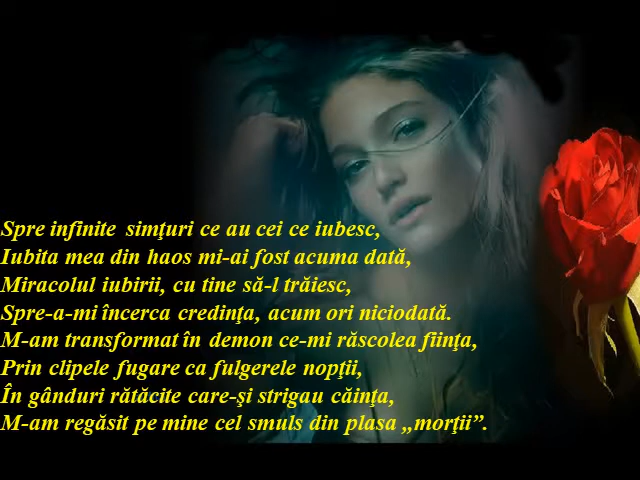 Spre infinite simţuri ce au cei ce iubesc,
Iubita mea din haos mi-ai fost acuma dată,
Miracolul iubirii, cu tine să-l trăiesc,
Spre-a-mi încerca credinţa, acum ori niciodată.
M-am transformat în demon ce-mi răscolea fiinţa,
Prin clipele fugare ca fulgerele nopţii,
În gânduri rătăcite care-şi strigau căinţa,
M-am regăsit pe mine cel smuls din plasa „morţii”.